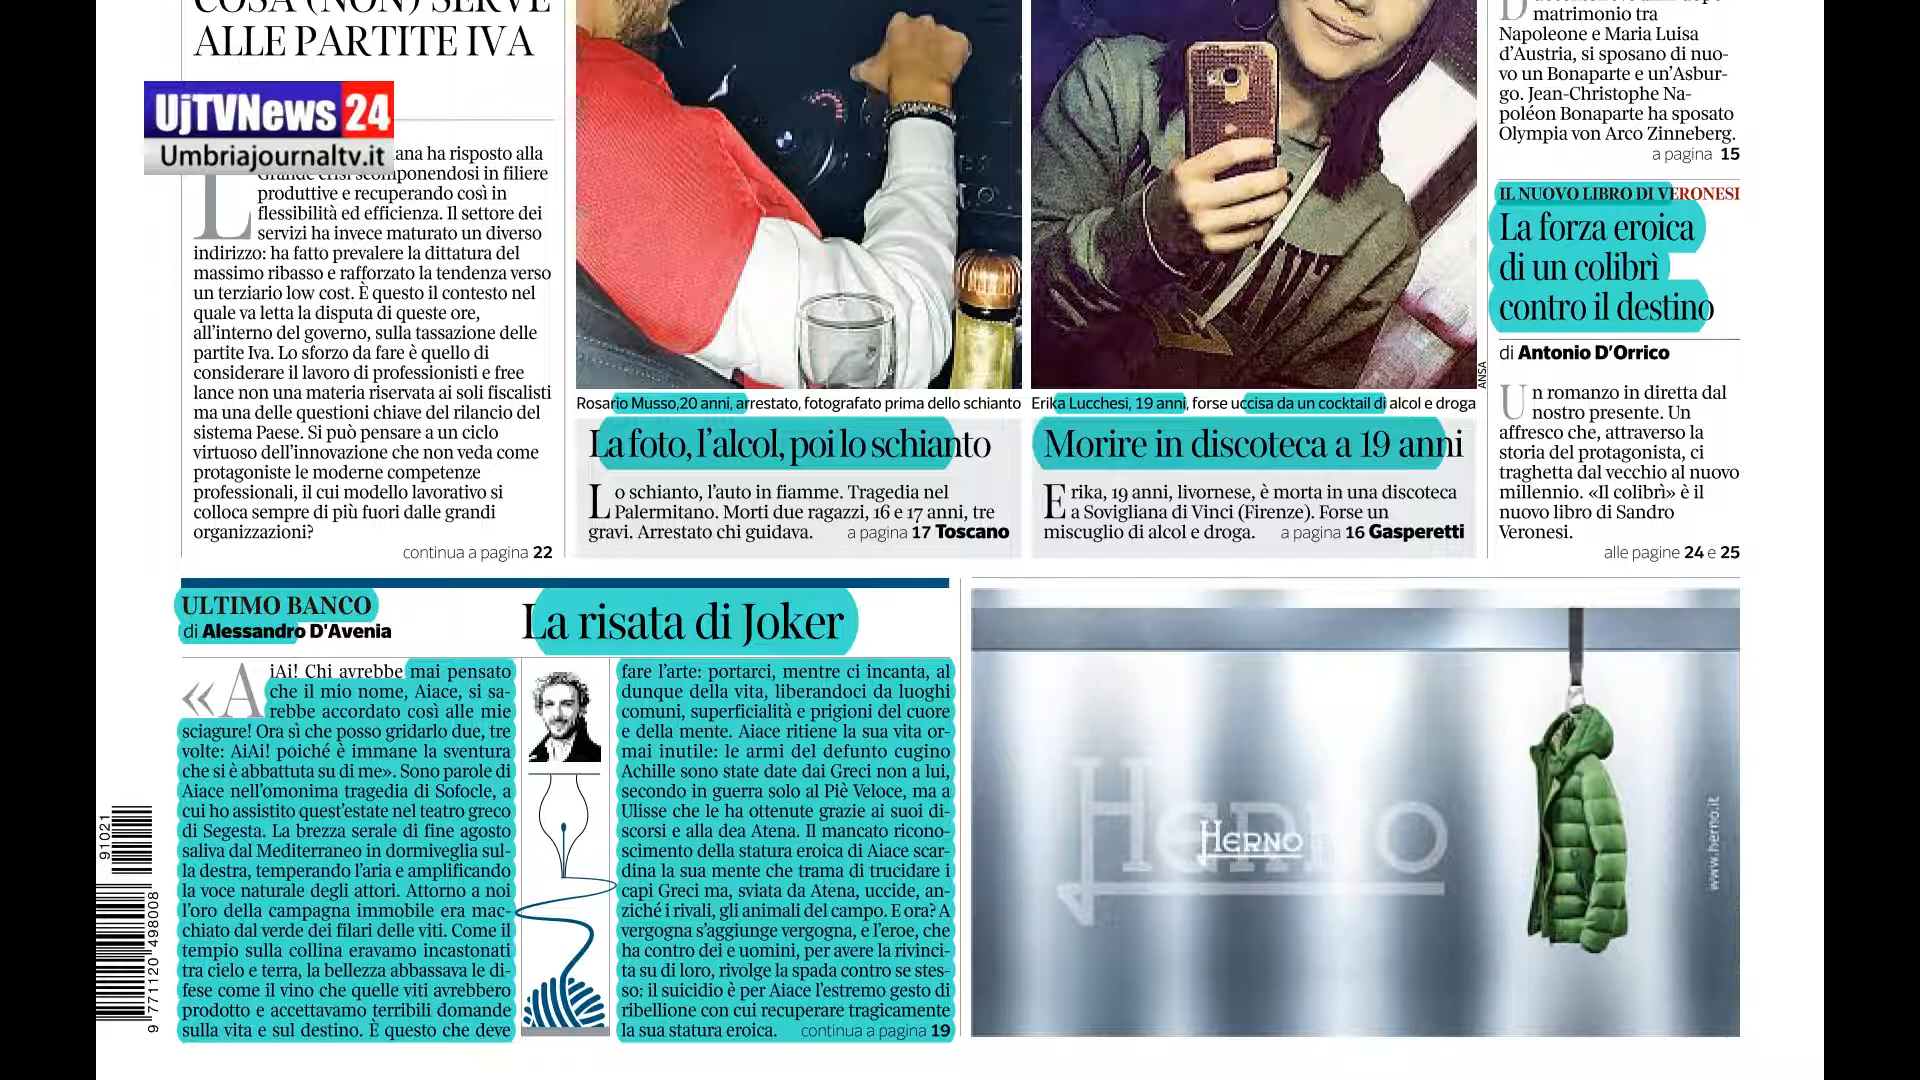 COSA (NON) SERVE
ALLE PARTITE IVA
UjTVNews 24
Umbriajournaltv.it
ana ha risposto alla
L Grande crisi scomponendosi in filiere
produttive e recuperando così in
flessibilità ed efficienza. Il settore dei
servizi ha invece maturato un diverso
indirizzo: ha fatto prevalere la dittatura del
massimo ribasso e rafforzato la tendenza verso
un terziario low cost. È questo il contesto nel
quale va letta la disputa di queste ore,
all'interno del governo, sulla tassazione delle
partite Iva. Lo sforzo da fare è quello di
considerare il lavoro di professionisti e free
lance non una materia riservata ai soli fiscalisti
ma una delle questioni chiave del rilancio del
sistema Paese. Si può pensare a un ciclo
virtuoso dell'innovazione che non veda come
protagoniste le moderne competenze
professionali, il cui modello lavorativo si
colloca sempre di più fuori dalle grandi
organizzazioni?
continua a pagina 22
Rosario Musso,20 anni, arrestato, fotografato prima dello schianto
La foto, l'alcol, poi lo schianto
Lo schianto, l'auto in fiamme. Tragedia nel
Palermitano. Morti due ragazzi, 16 e 17 anni, tre
gravi. Arrestato chi guidava. a pagina 17 Toscano
ANSA
Erika Lucchesi, 19 anni, forse uccisa da un cocktail di alcol e droga
Morire in discoteca a 19 anni
Erika, 19 anni, livornese, è morta in una discoteca
a Sovigliana di Vinci (Firenze). Forse un
miscuglio di alcol e droga. a pagina 16 Gasperetti
matrimonio tra
Napoleone e Maria Luisa
d'Austria, si sposano di nuo-
vo un Bonaparte e un'Asbur-
go. Jean-Christophe Na-
poléon Bonaparte ha sposato
Olympia von Arco Zinneberg.
a pagina 15
IL NUOVO LIBRO DI VERONESI
La forza eroica
di un colibrì
contro il destino
di Antonio D'Orrico
Un romanzo in diretta dal
nostro presente. Un
affresco che, attraverso la
storia del protagonista, ci
traghetta dal vecchio al nuovo
millennio. «Il colibrì» è il
nuovo libro di Sandro
Veronesi.
alle pagine 24 e 25
ULTIMO BANCO
di Alessandro D'Avenia
La risata di Joker
«AiAi! Chi avrebbe mai pensato
che il mio nome, Aiace, si sa-
rebbe accordato così alle mie
sciagure! Ora sì che posso gridarlo due, tre
volte: AiAi! poiché è immane la sventura
che si è abbattuta su di me». Sono parole di
Aiace nell'omonima tragedia di Sofocle, a
cui ho assistito quest'estate nel teatro greco
di Segesta. La brezza serale di fine agosto
saliva dal Mediterraneo in dormiveglia sul-
la destra, temperando l'aria e amplificando
la voce naturale degli attori. Attorno a noi
l'oro della campagna immobile era mac-
chiato dal verde dei filari delle viti. Come il
tempio sulla collina eravamo incastonati
tra cielo e terra, la bellezza abbassava le di-
fese come il vino che quelle viti avrebbero
prodotto e accettavamo terribili domande
sulla vita e sul destino. È questo che deve
fare l'arte: portarci, mentre ci incanta, al
dunque della vita, liberandoci da luoghi
comuni, superficialità e prigioni del cuore
e della mente. Aiace ritiene la sua vita or-
mai inutile: le armi del defunto cugino
Achille sono state date dai Greci non a lui,
secondo in guerra solo al Piè Veloce, ma a
Ulisse che le ha ottenute grazie ai suoi di-
scorsi e alla dea Atena. Il mancato ricono-
scimento della statura eroica di Aiace scar-
dina la sua mente che trama di trucidare i
capi Greci ma, sviata da Atena, uccide, an-
ziché i rivali, gli animali del campo. E ora? A
vergogna s'aggiunge vergogna, e l'eroe, che
ha contro dei e uomini, per avere la rivinci-
ta su di loro, rivolge la spada contro se stes-
so: il suicidio è per Aiace l'estremo gesto di
ribellione con cui recuperare tragicamente
la sua statura eroica. continua a pagina 19
HERNO
HERNO
www.herno.it
91021
9 771120 498008